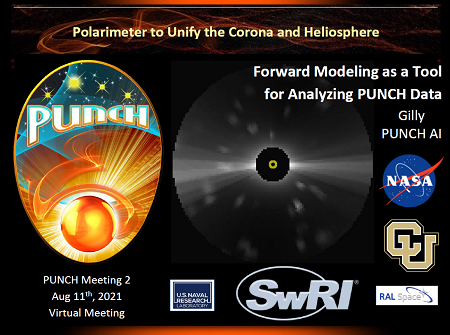 Polarimeter to Unify the Corona and Heliosphere
PUNCH
Forward Modeling as a Tool
for Analyzing PUNCH Data
Gilly
PUNCH AI
NASA
CU
PUNCH Meeting 2
Aug 11th, 2021
Virtual Meeting
U.S. NAVAL
RESEARCH
LABORATORY
SwRI®
RAL Space